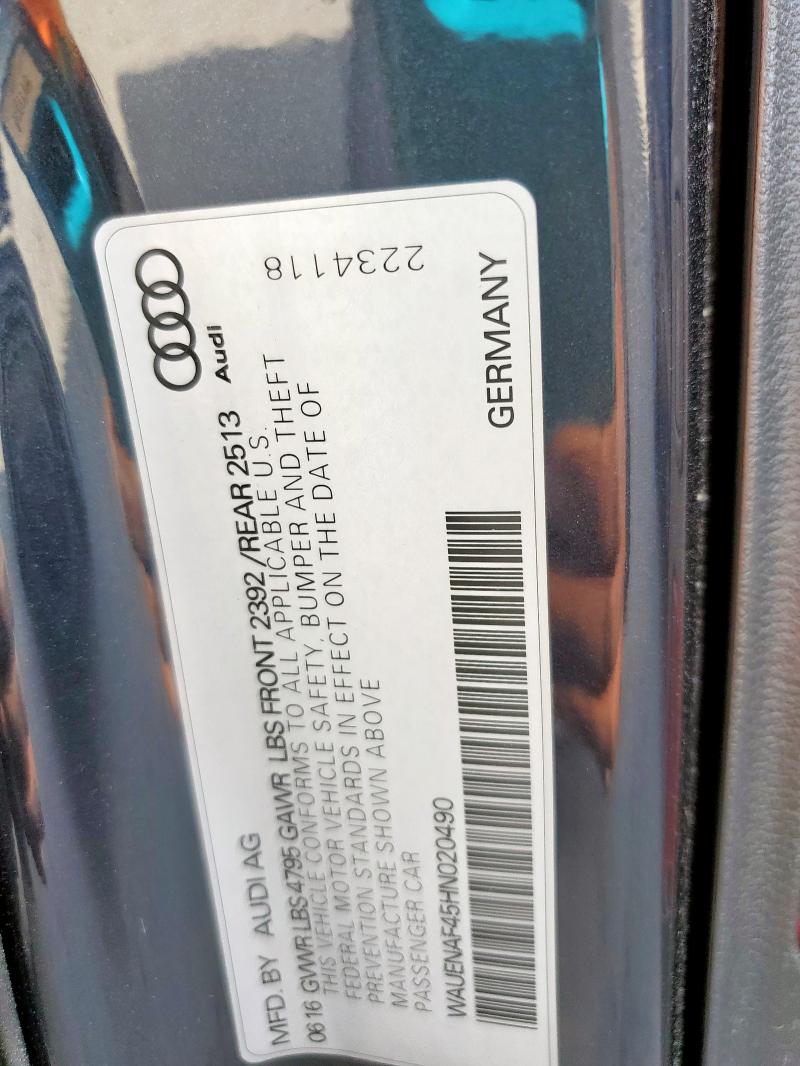 MFD. BY AUDI AG
Audi
0616 GVWR LBS 4795 GAWR LBS FRONT 2392/REAR 2513
THIS VEHICLE CONFORMS TO ALL APPLICABLE U.S.
FEDERAL MOTOR VEHICLE SAFETY, BUMPER AND THEFT
PREVENTION STANDARDS IN EFFECT ON THE DATE OF
MANUFACTURE SHOWN ABOVE
PASSENGER CAR
2234118
WAUENAF45HN020490
GERMANY